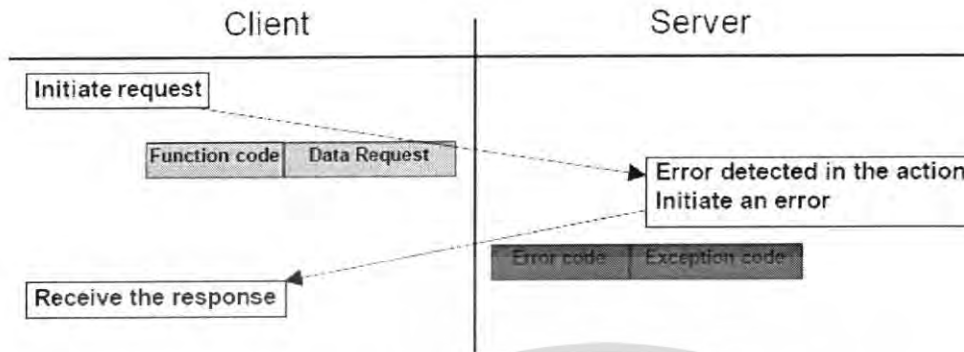 Client
Server
Initiate request
Function code
Data Request
Error detected in the action
Initiate an error
Error code
Exception code
Receive the response